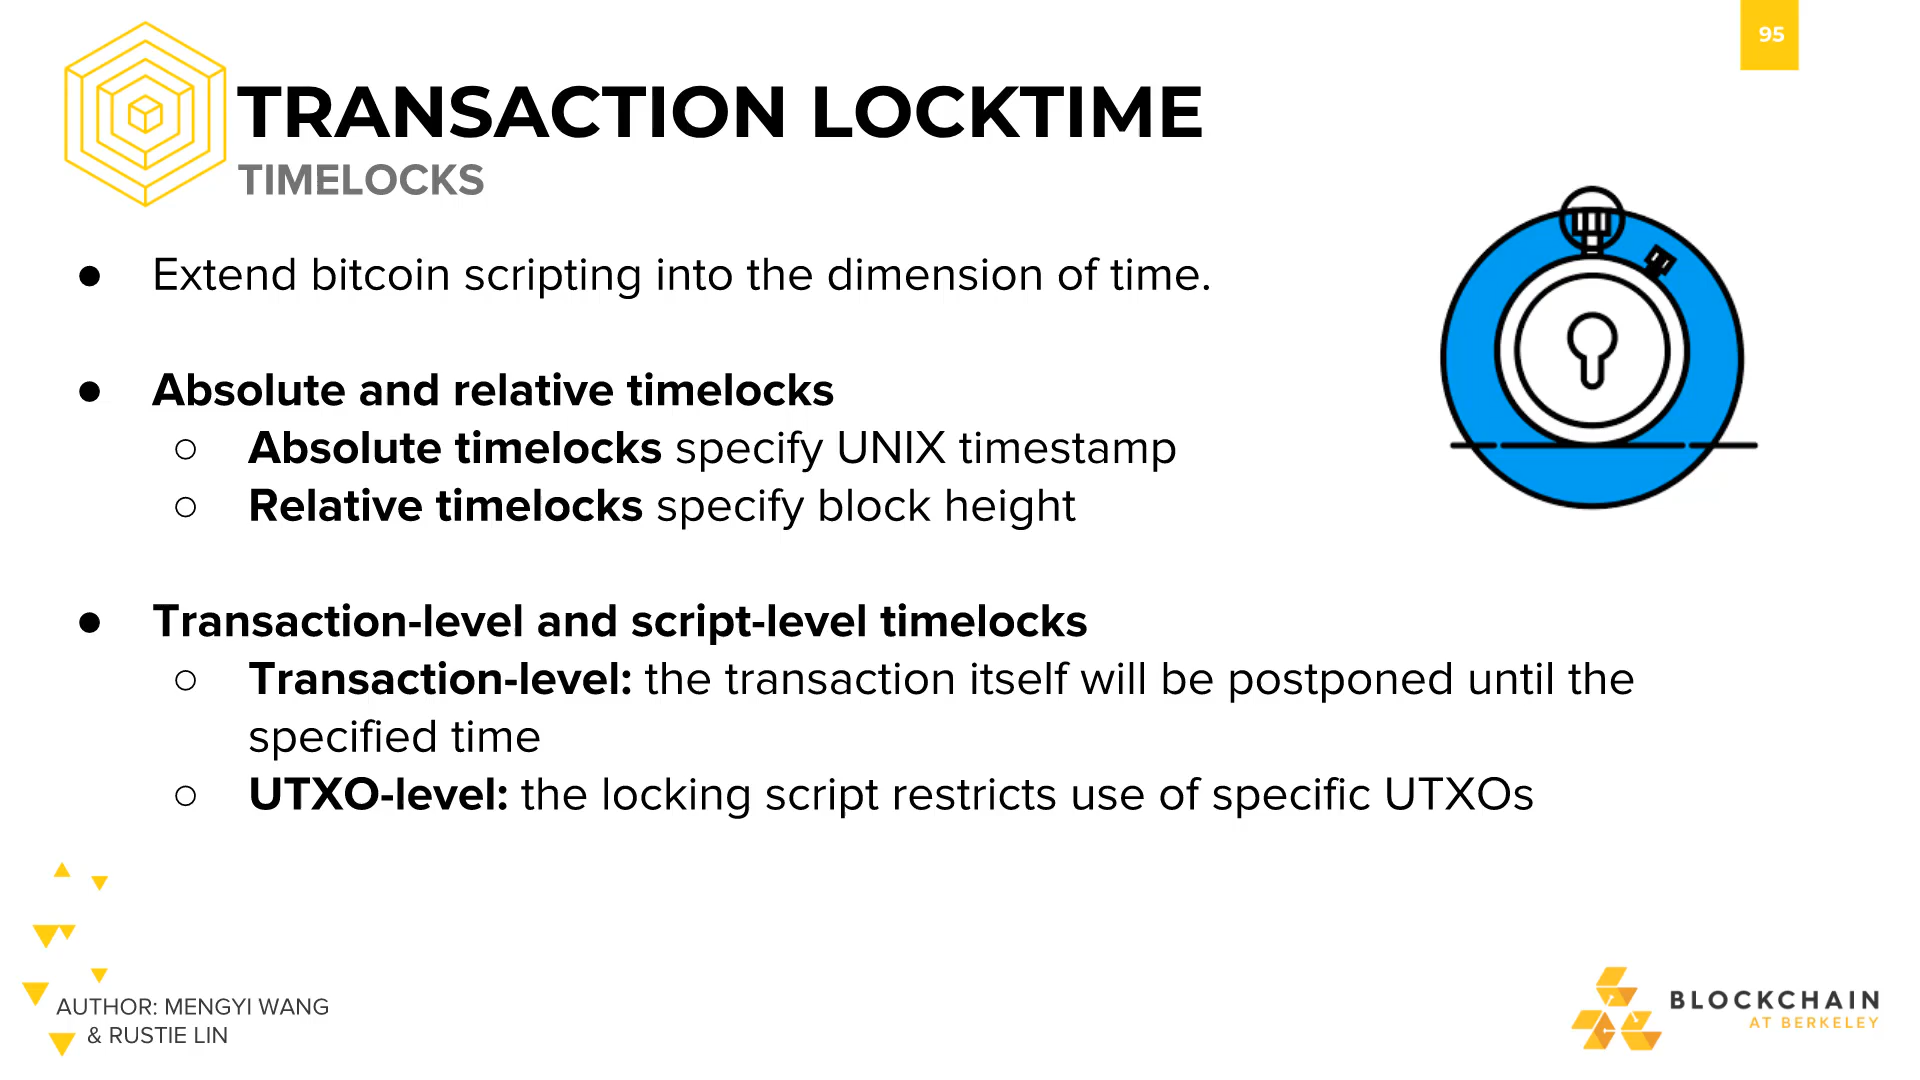 95
TRANSACTION LOCKTIME
TIMELOCKS
● Extend bitcoin scripting into the dimension of time.
● Absolute and relative timelocks
○ Absolute timelocks specify UNIX timestamp
○ Relative timelocks specify block height
● Transaction-level and script-level timelocks
○ Transaction-level: the transaction itself will be postponed until the
specified time
○ UTXO-level: the locking script restricts use of specific UTXOs
AUTHOR: MENGYI WANG
& RUSTIE LIN
BLOCKCHAIN
AT BERKELEY